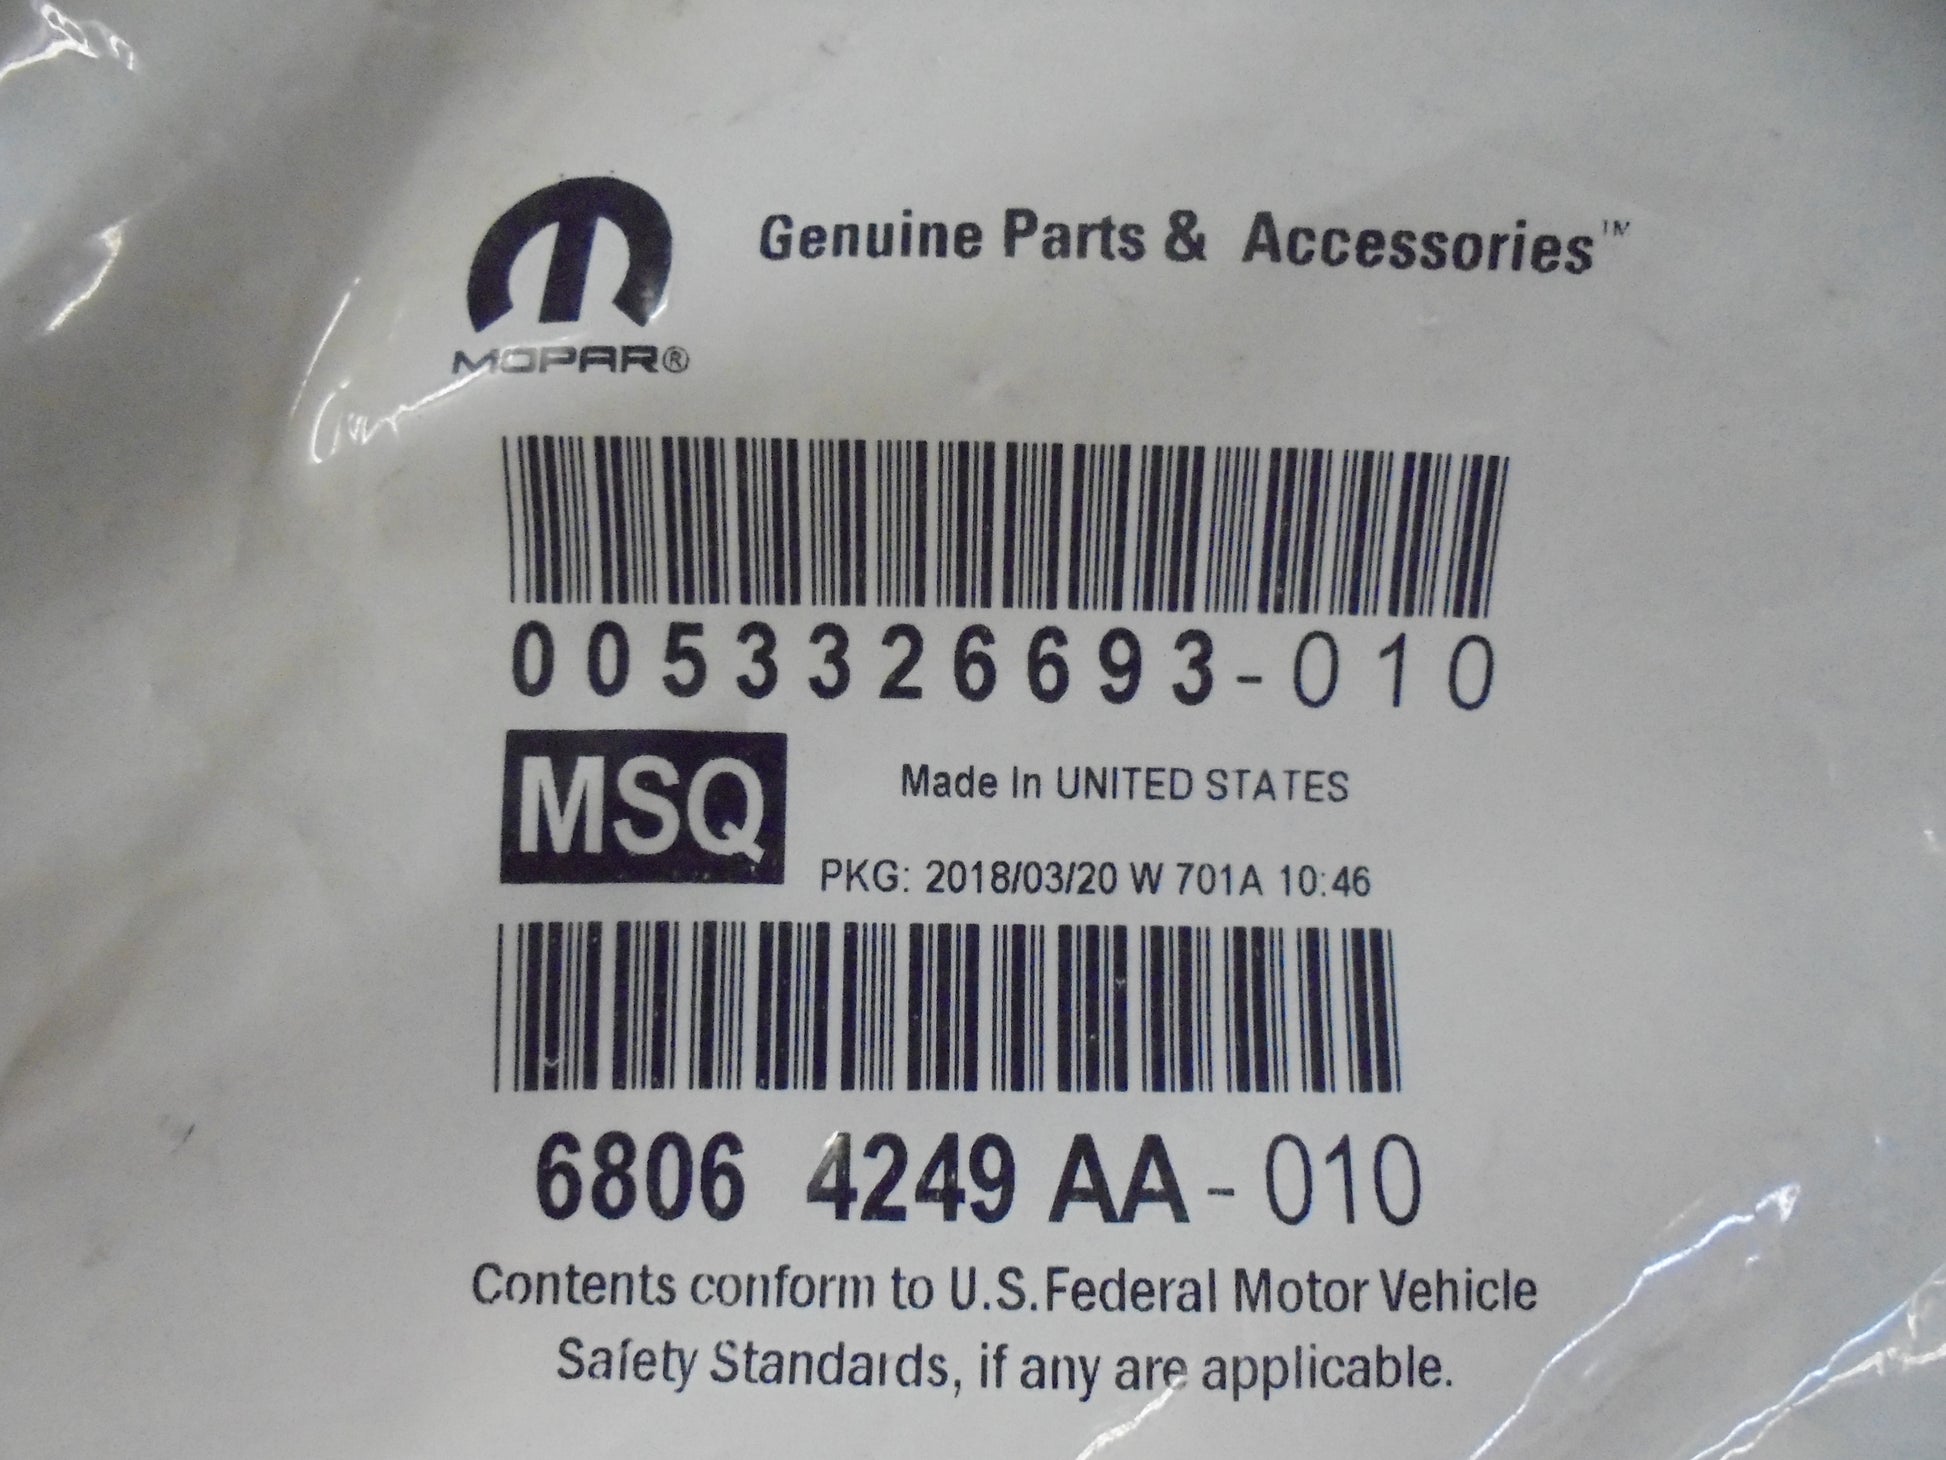 Genuine Parts & Accessories™
MOPAR®
0053326693-010
MSQ
Made In UNITED STATES
PKG: 2018/03/20 W 701A 10:46
6806 4249 AA-010
Contents conform to U.S. Federal Motor Vehicle
Safety Standards, if any are applicable.